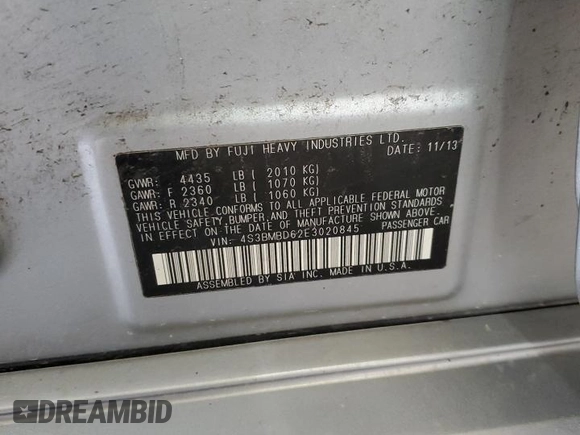 MFD BY FUJI HEAVY INDUSTRIES LTD.
DATE: 11/13
GVWR: 4435 LB ( 2010 KG)
GAWR: F 2360 LB ( 1070 KG)
GAWR: R 2340 LB ( 1060 KG)
THIS VEHICLE CONFORMS TO ALL APPLICABLE FEDERAL MOTOR
VEHICLE SAFETY, BUMPER, AND THEFT PREVENTION STANDARDS
IN EFFECT ON THE DATE OF MANUFACTURE SHOWN ABOVE.
VIN: 4S3BMBD62E3020845 PASSENGER CAR
ASSEMBLED BY SIA INC. MADE IN U.S.A.
DREAMBID